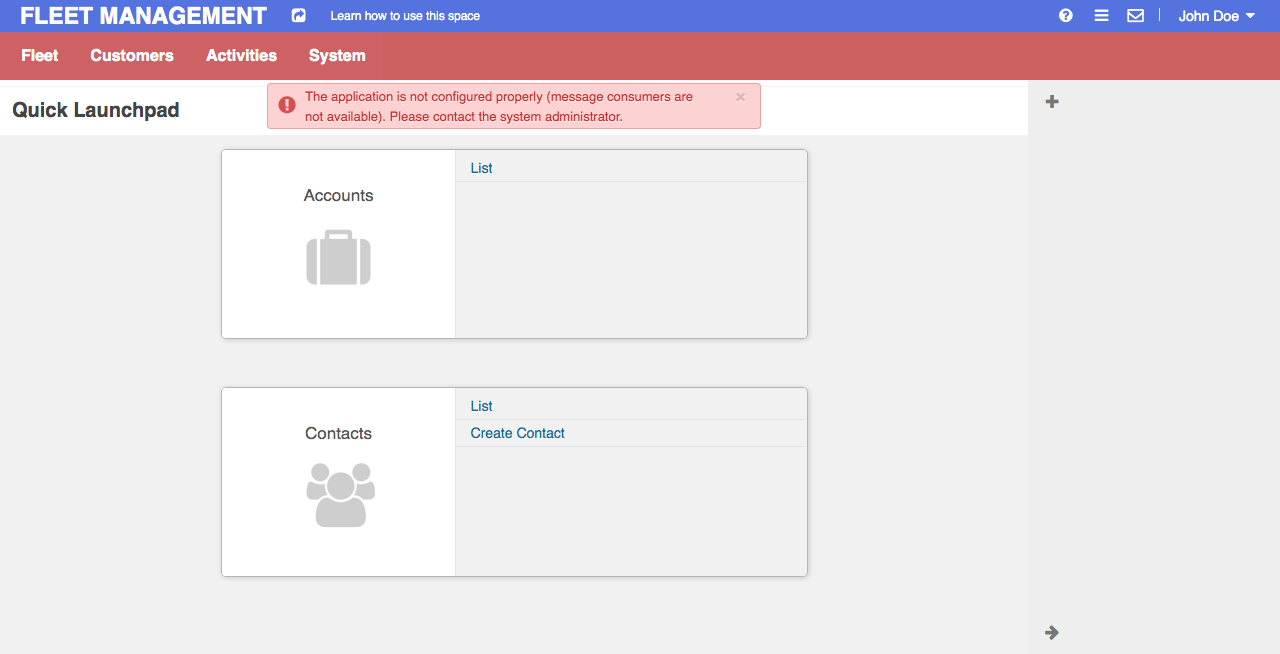 FLEET MANAGEMENT
Learn how to use this space
John Doe
Fleet
Customers
Activities
System
Quick Launchpad
The application is not configured properly (message consumers are
not available). Please contact the system administrator.
Accounts
List
Contacts
List
Create Contact